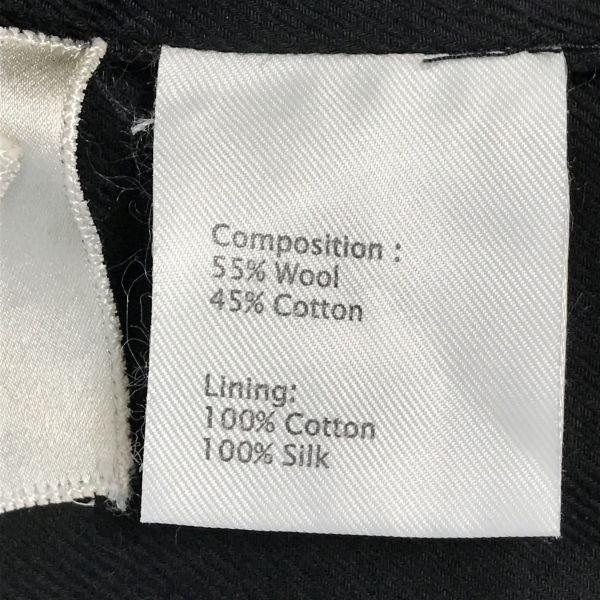 Composition :
55% Wool
45% Cotton
Lining:
100% Cotton
100% Silk